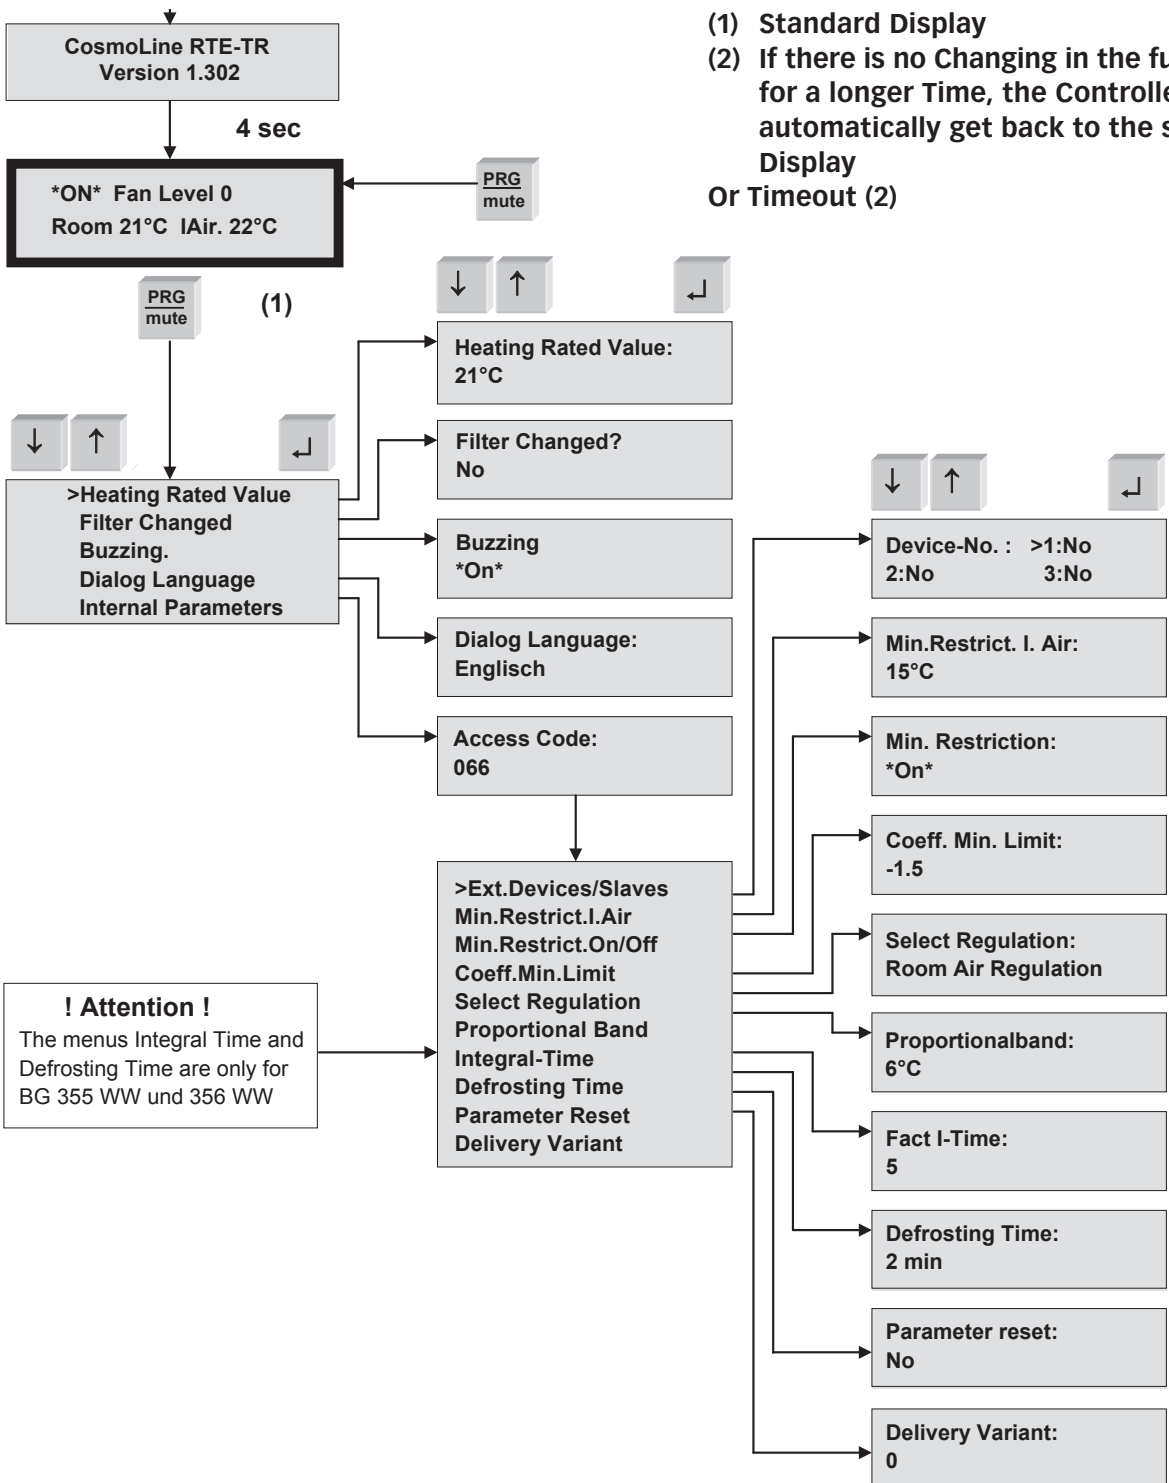 CosmoLine RTE-TR
Version 1.302
4 sec
*ON* Fan Level 0
Room 21°C IAir. 22°C
PRG
mute
(1) Standard Display
(2) If there is no Changing in the
for a longer Time, the
automatically get back to the
Display
Or Timeout (2)
PRG
mute
(1)
↓ ↑ ↵
>Heating Rated Value
Filter Changed
Buzzing.
Dialog Language
Internal Parameters
↓ ↑ ↵
Heating Rated Value:
21°C
Filter Changed?
No
Buzzing
*On*
Dialog Language:
Englisch
Access Code:
066
! Attention !
The menus Integral Time and
Defrosting Time are only for
BG 355 WW und 356 WW
>Ext.Devices/Slaves
Min.Restrict.I.Air
Min.Restrict.On/Off
Coeff.Min.Limit
Select Regulation
Proportional Band
Integral-Time
Defrosting Time
Parameter Reset
Delivery Variant
↓ ↑ ↵
Device-No. : >1:No
2:No 3:No
Min.Restrict. I. Air:
15°C
Min. Restriction:
*On*
Coeff. Min. Limit:
-1.5
Select Regulation:
Room Air Regulation
Proportionalband:
6°C
Fact I-Time:
5
Defrosting Time:
2 min
Parameter reset:
No
Delivery Variant:
0